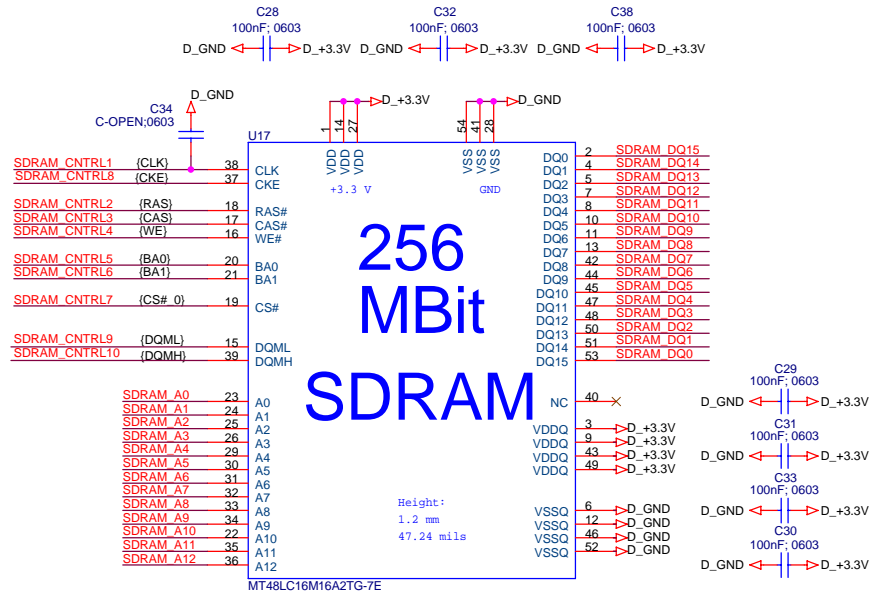 C28
100nF; 0603
D_GND D_+3.3V
C32
100nF; 0603
D_GND D_+3.3V
C38
100nF; 0603
D_GND D_+3.3V
D_GND
C34
C-OPEN;0603
U17
D_+3.3V
D_GND
1 14 27
54 41 28
VDD VDD VDD
VSS VSS VSS
+3.3 V
GND
SDRAM_CNTRL1 {CLK} 38 CLK
SDRAM_CNTRL8 {CKE} 37 CKE
SDRAM_CNTRL2 {RAS} 18 RAS#
SDRAM_CNTRL3 {CAS} 17 CAS#
SDRAM_CNTRL4 {WE} 16 WE#
SDRAM_CNTRL5 {BA0} 20 BA0
SDRAM_CNTRL6 {BA1} 21 BA1
SDRAM_CNTRL7 {CS#_0} 19 CS#
SDRAM_CNTRL9 {DQML} 15 DQML
SDRAM_CNTRL10 {DQMH} 39 DQMH
SDRAM_A0 23 A0
SDRAM_A1 24 A1
SDRAM_A2 25 A2
SDRAM_A3 26 A3
SDRAM_A4 29 A4
SDRAM_A5 30 A5
SDRAM_A6 31 A6
SDRAM_A7 32 A7
SDRAM_A8 33 A8
SDRAM_A9 34 A9
SDRAM_A10 22 A10
SDRAM_A11 35 A11
SDRAM_A12 36 A12
256
MBit
SDRAM
Height:
1.2 mm
47.24 mils
DQ0 2 SDRAM_DQ15
DQ1 4 SDRAM_DQ14
DQ2 5 SDRAM_DQ13
DQ3 7 SDRAM_DQ12
DQ4 8 SDRAM_DQ11
DQ5 10 SDRAM_DQ10
DQ6 11 SDRAM_DQ9
DQ7 13 SDRAM_DQ8
DQ8 42 SDRAM_DQ7
DQ9 44 SDRAM_DQ6
DQ10 45 SDRAM_DQ5
DQ11 47 SDRAM_DQ4
DQ12 48 SDRAM_DQ3
DQ13 50 SDRAM_DQ2
DQ14 51 SDRAM_DQ1
DQ15 53 SDRAM_DQ0
NC 40
VDDQ 3 D_+3.3V
VDDQ 9 D_+3.3V
VDDQ 43 D_+3.3V
VDDQ 49 D_+3.3V
VSSQ 6 D_GND
VSSQ 12 D_GND
VSSQ 46 D_GND
VSSQ 52 D_GND
MT48LC16M16A2TG-7E
C29
100nF; 0603
D_GND D_+3.3V
C31
100nF; 0603
D_GND D_+3.3V
C33
100nF; 0603
D_GND D_+3.3V
C30
100nF; 0603
D_GND D_+3.3V